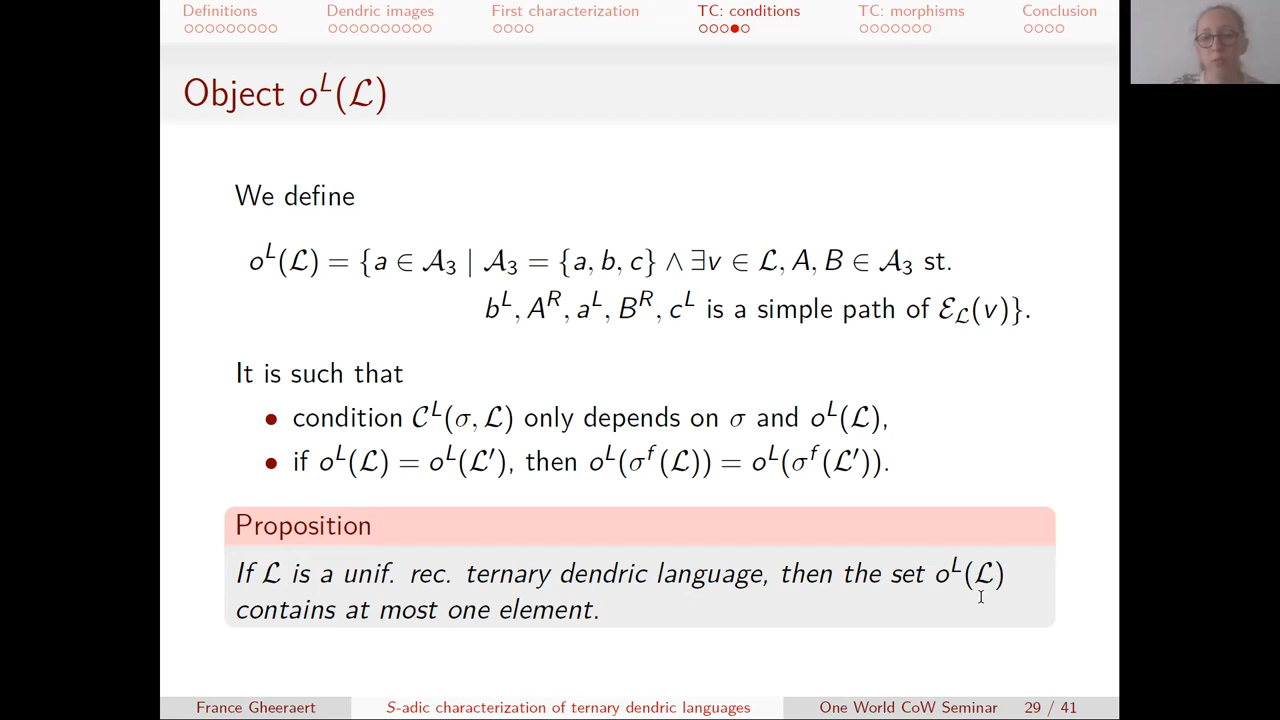 Definitions Dendric images First characterization TC: conditions TC: morphisms Conclusion
Object o^L(ℒ)
We define
o^L(ℒ) = {a ∈ 𝒜₃ | 𝒜₃ = {a, b, c} ∧ ∃v ∈ ℒ, A, B ∈ 𝒜₃ st.
b^L, A^R, a^L, B^R, c^L is a simple path of ℰ_ℒ(v)}.
It is such that
• condition 𝒞^L(σ, ℒ) only depends on σ and o^L(ℒ),
• if o^L(ℒ) = o^L(ℒ′), then o^L(σ^f(ℒ)) = o^L(σ^f(ℒ′)).
Proposition
If ℒ is a unif. rec. ternary dendric language, then the set o^L(ℒ)
contains at most one element.
France Gheeraert S-adic characterization of ternary dendric languages One World CoW Seminar 29 / 41